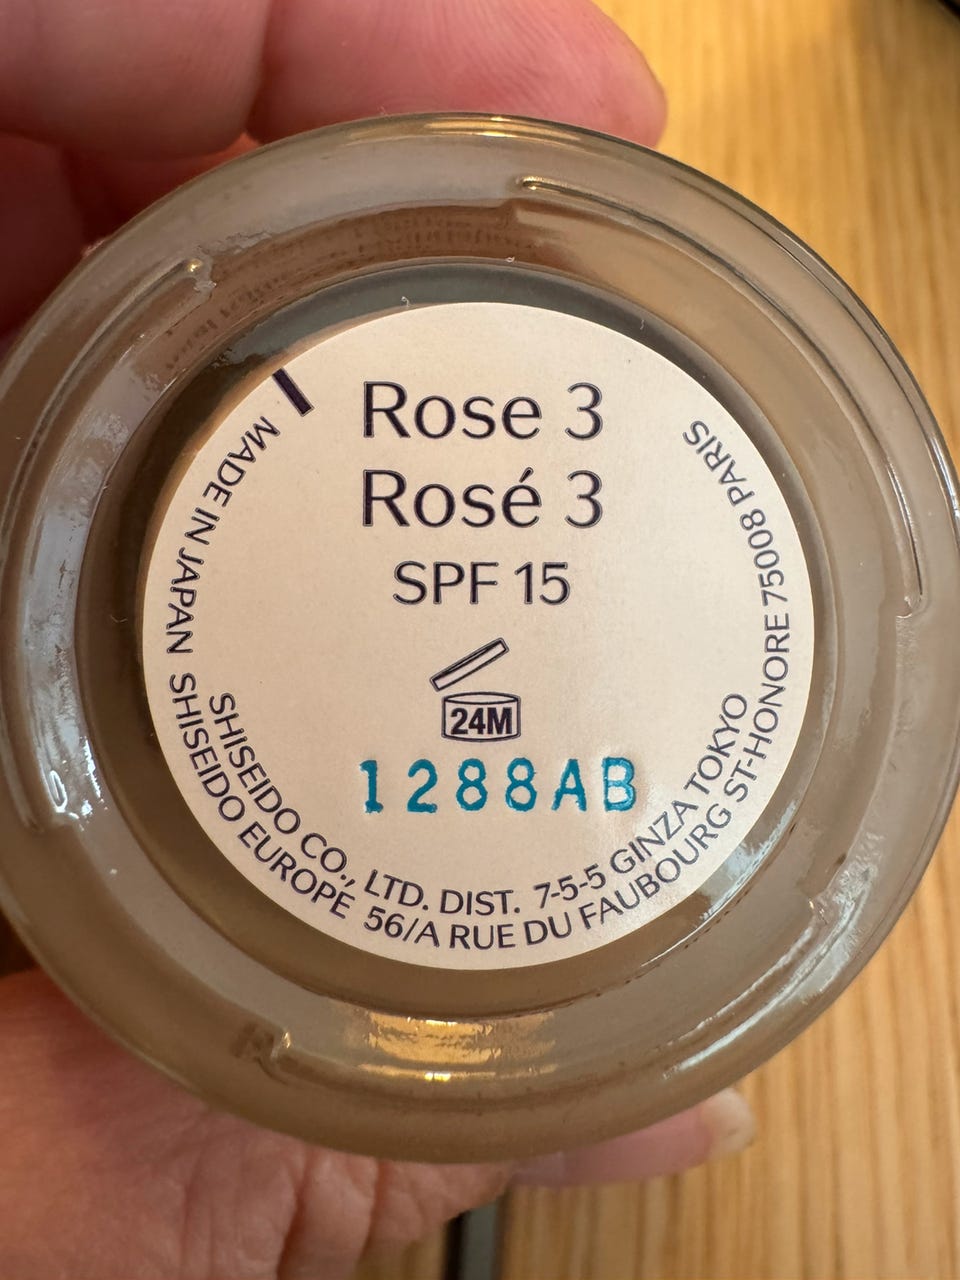 Rose 3
Rosé 3
SPF 15
24M
1288AB
MADE IN JAPAN SHISEIDO EUROPE 56/A RUE DU FAUBOURG ST-HONORE 75008 PARIS
SHISEIDO CO., LTD. DIST. 7-5-5 GINZA TOKYO